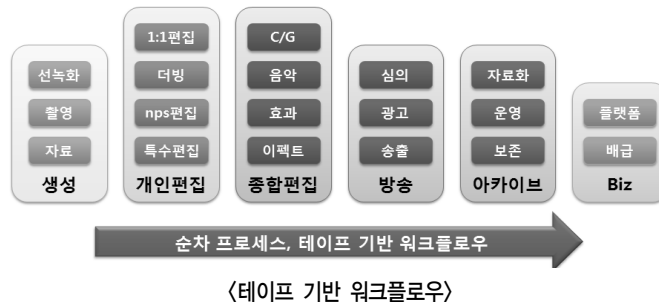 선녹화
촬영
자료
생성
1:1편집
더빙
nps편집
특수편집
개인편집
C/G
음악
효과
이펙트
종합편집
심의
광고
송출
방송
자료화
운영
보존
아카이브
플랫폼
배급
Biz
순차 프로세스, 테이프 기반 워크플로우
〈테이프 기반 워크플로우〉